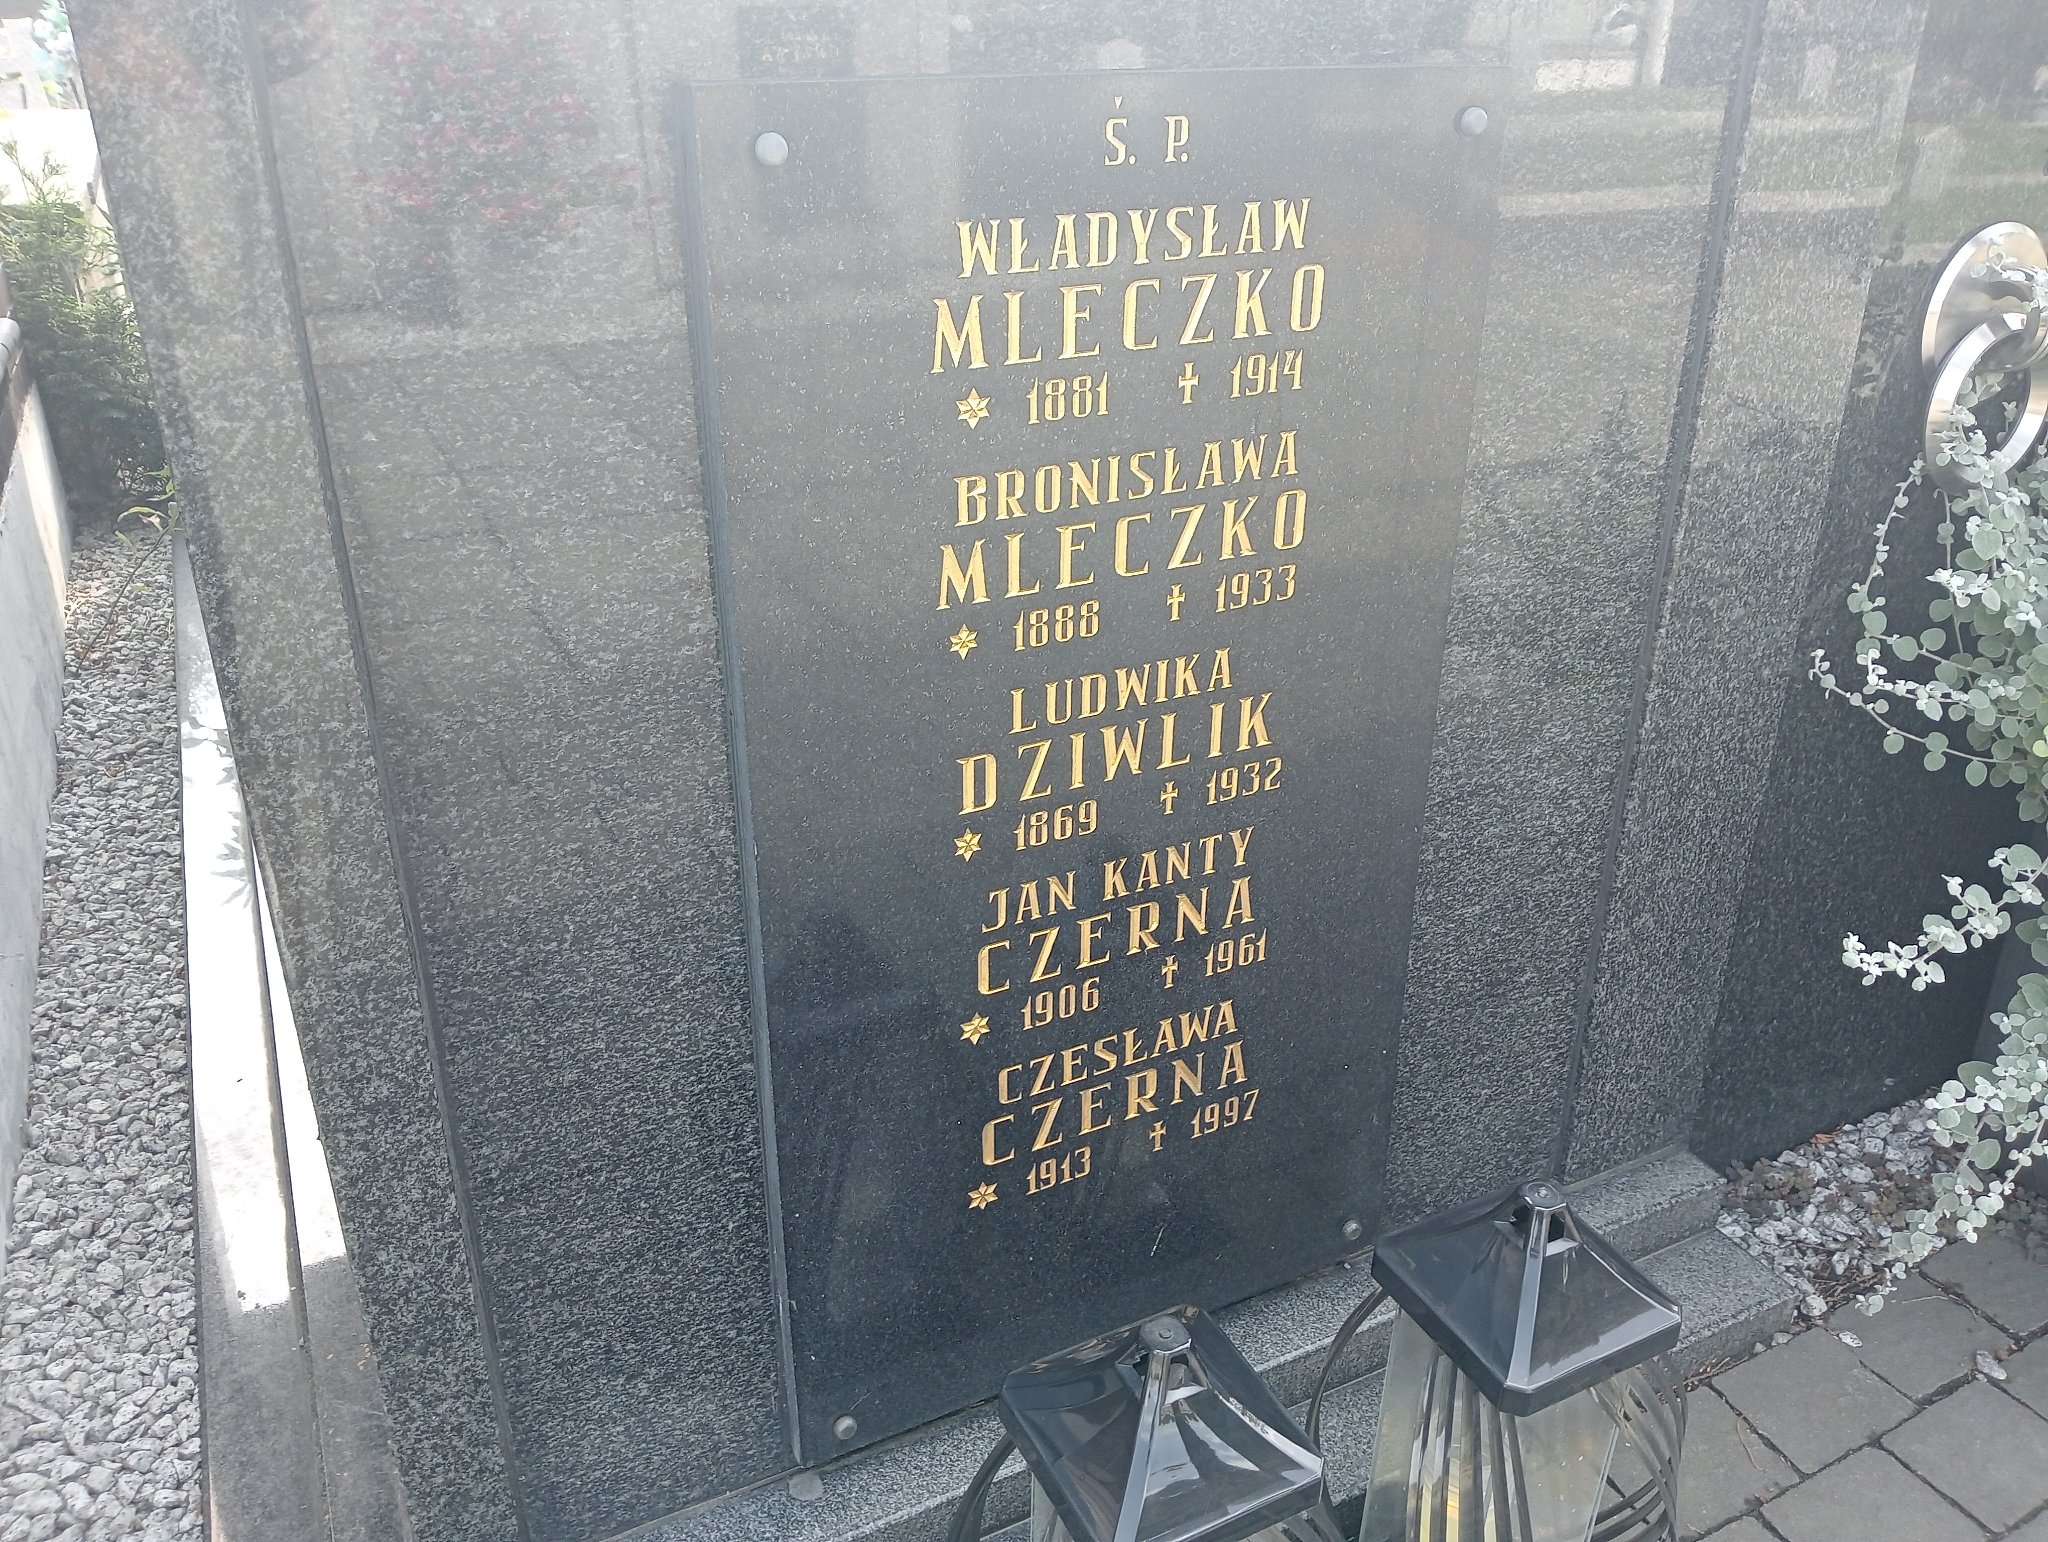 Ś. P.
WŁADYSŁAW
MLECZKO
* 1881 † 1914
BRONISŁAWA
MLECZKO
* 1888 † 1933
LUDWIKA
DZIWLIK
* 1869 † 1932
JAN KANTY
CZERNA
* 1906 † 1961
CZESŁAWA
CZERNA
* 1913 † 1997